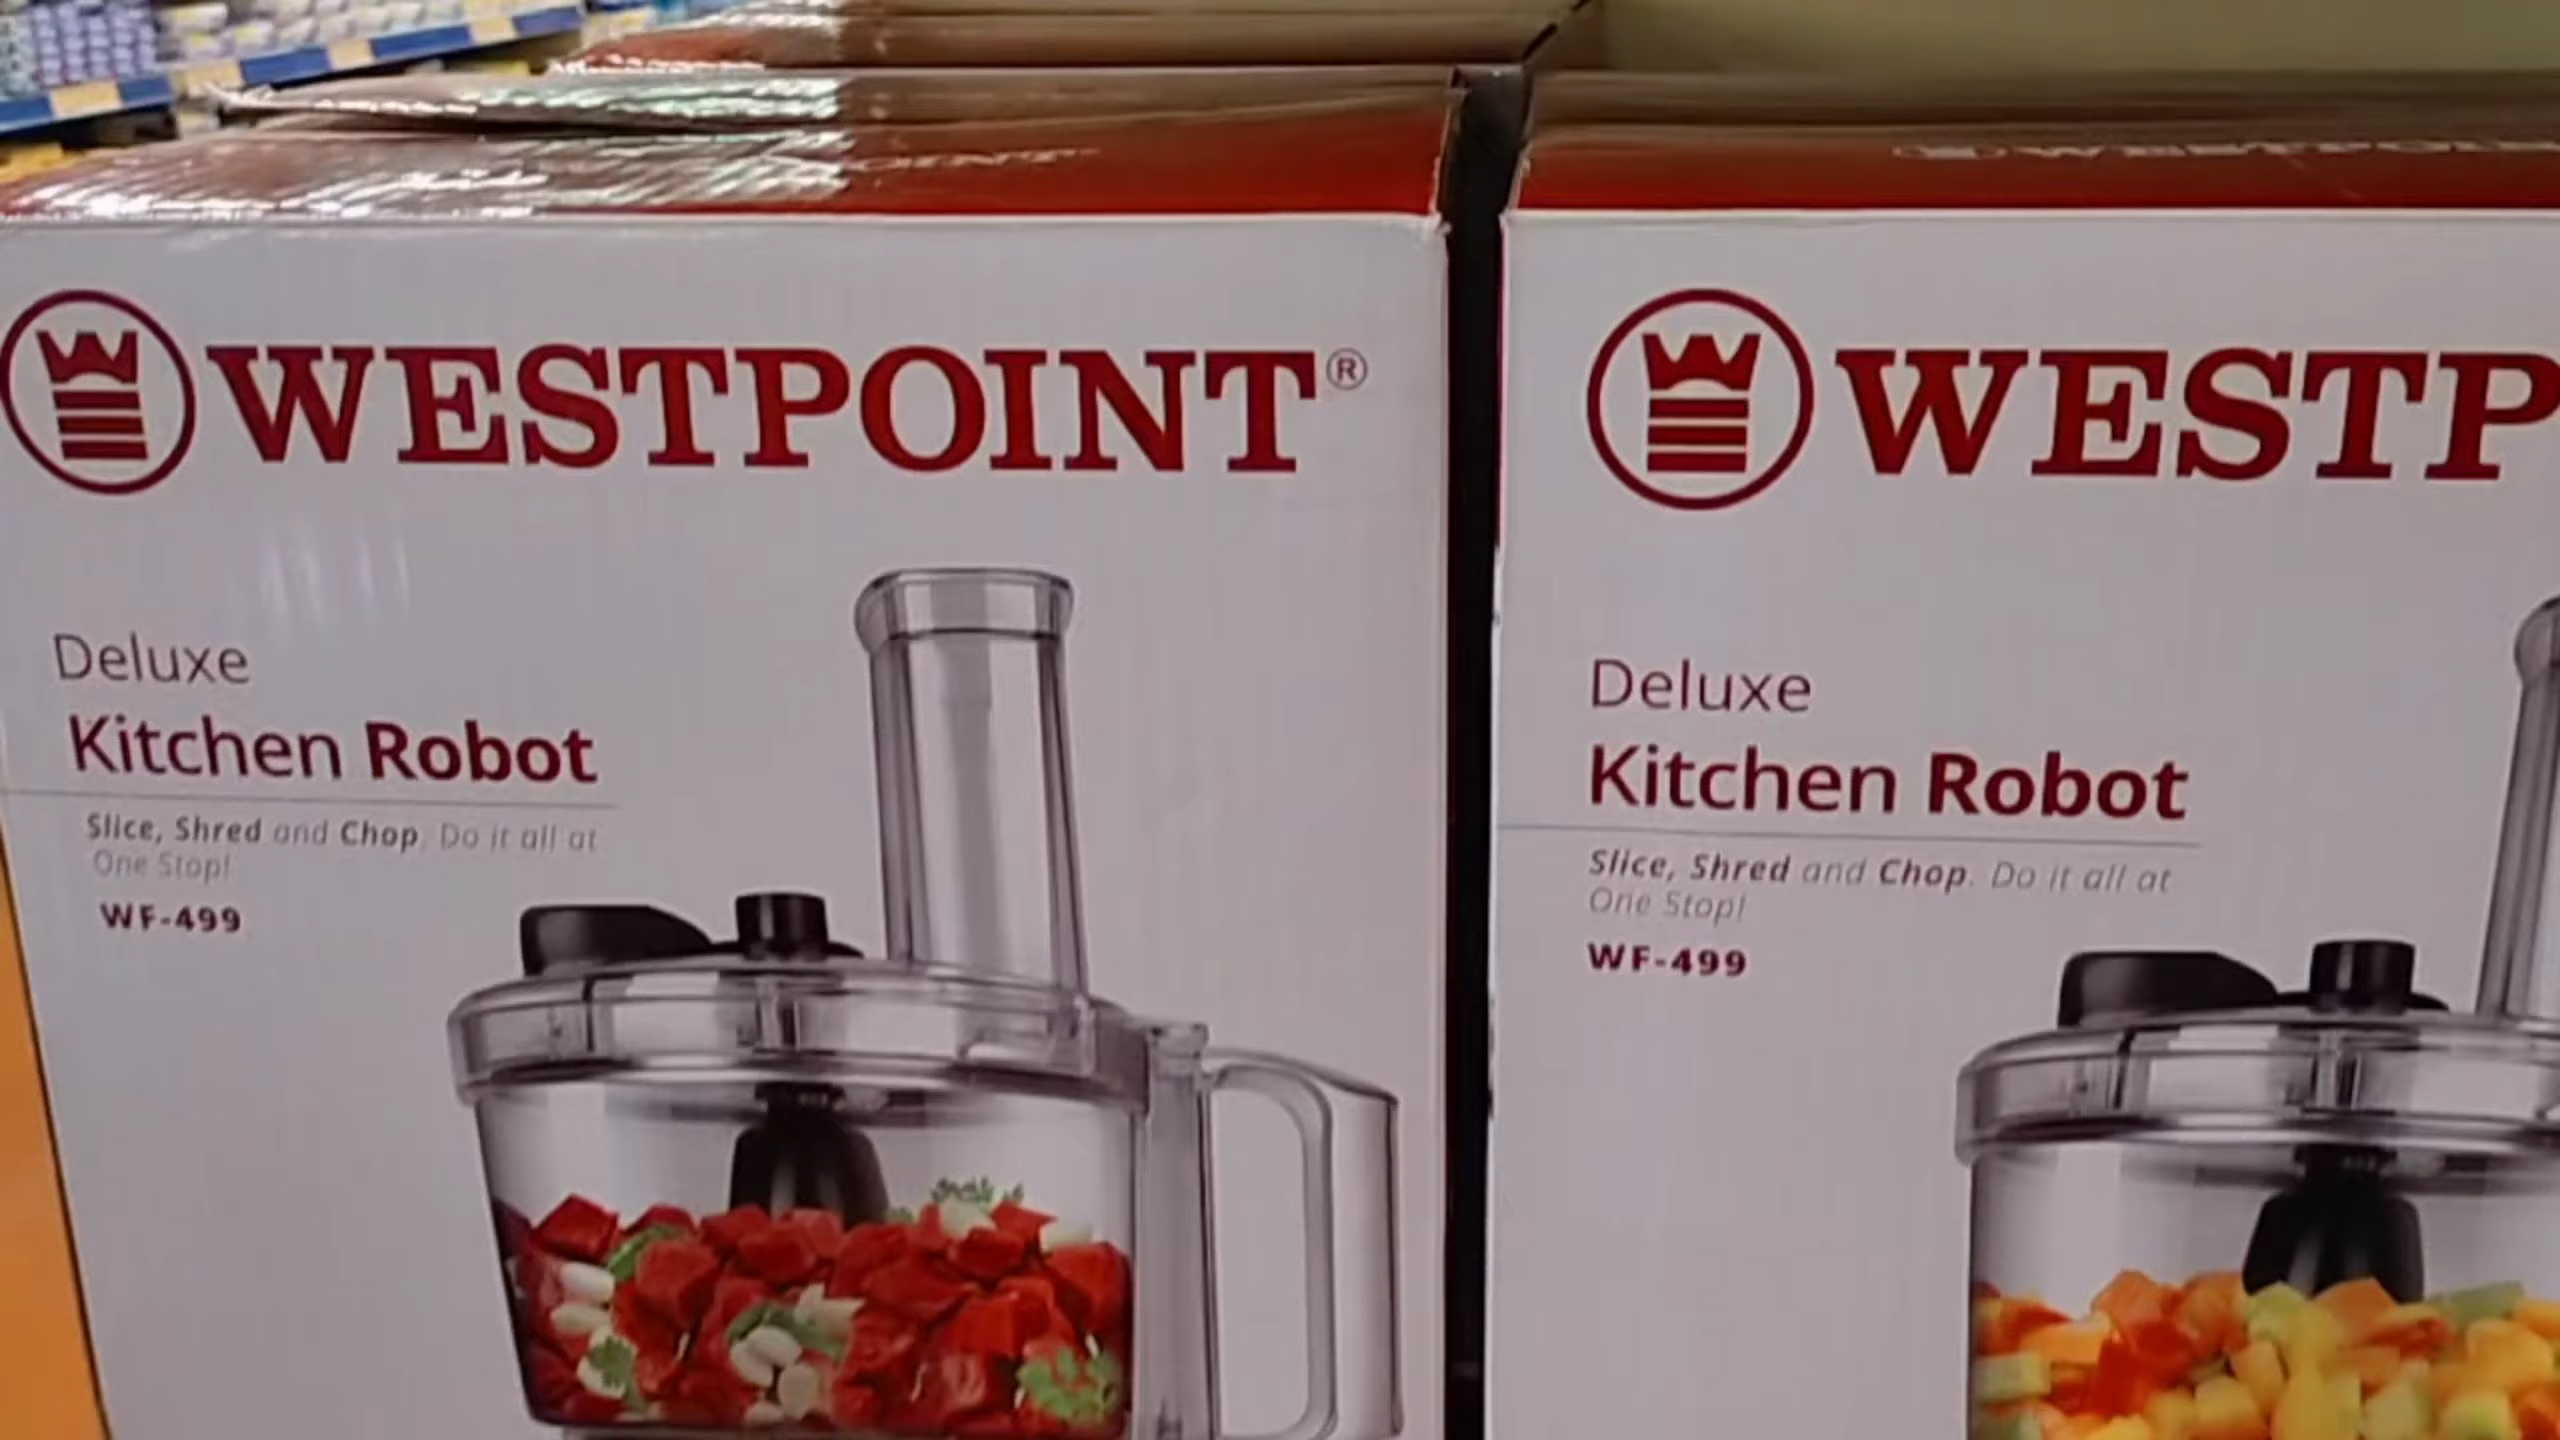 WESTPOINT®
Deluxe
Kitchen Robot
Slice, Shred and Chop. Do it all at
One Stop!
WF-499
WESTP
Deluxe
Kitchen Robot
Slice, Shred and Chop. Do it all at
One Stop!
WF-499